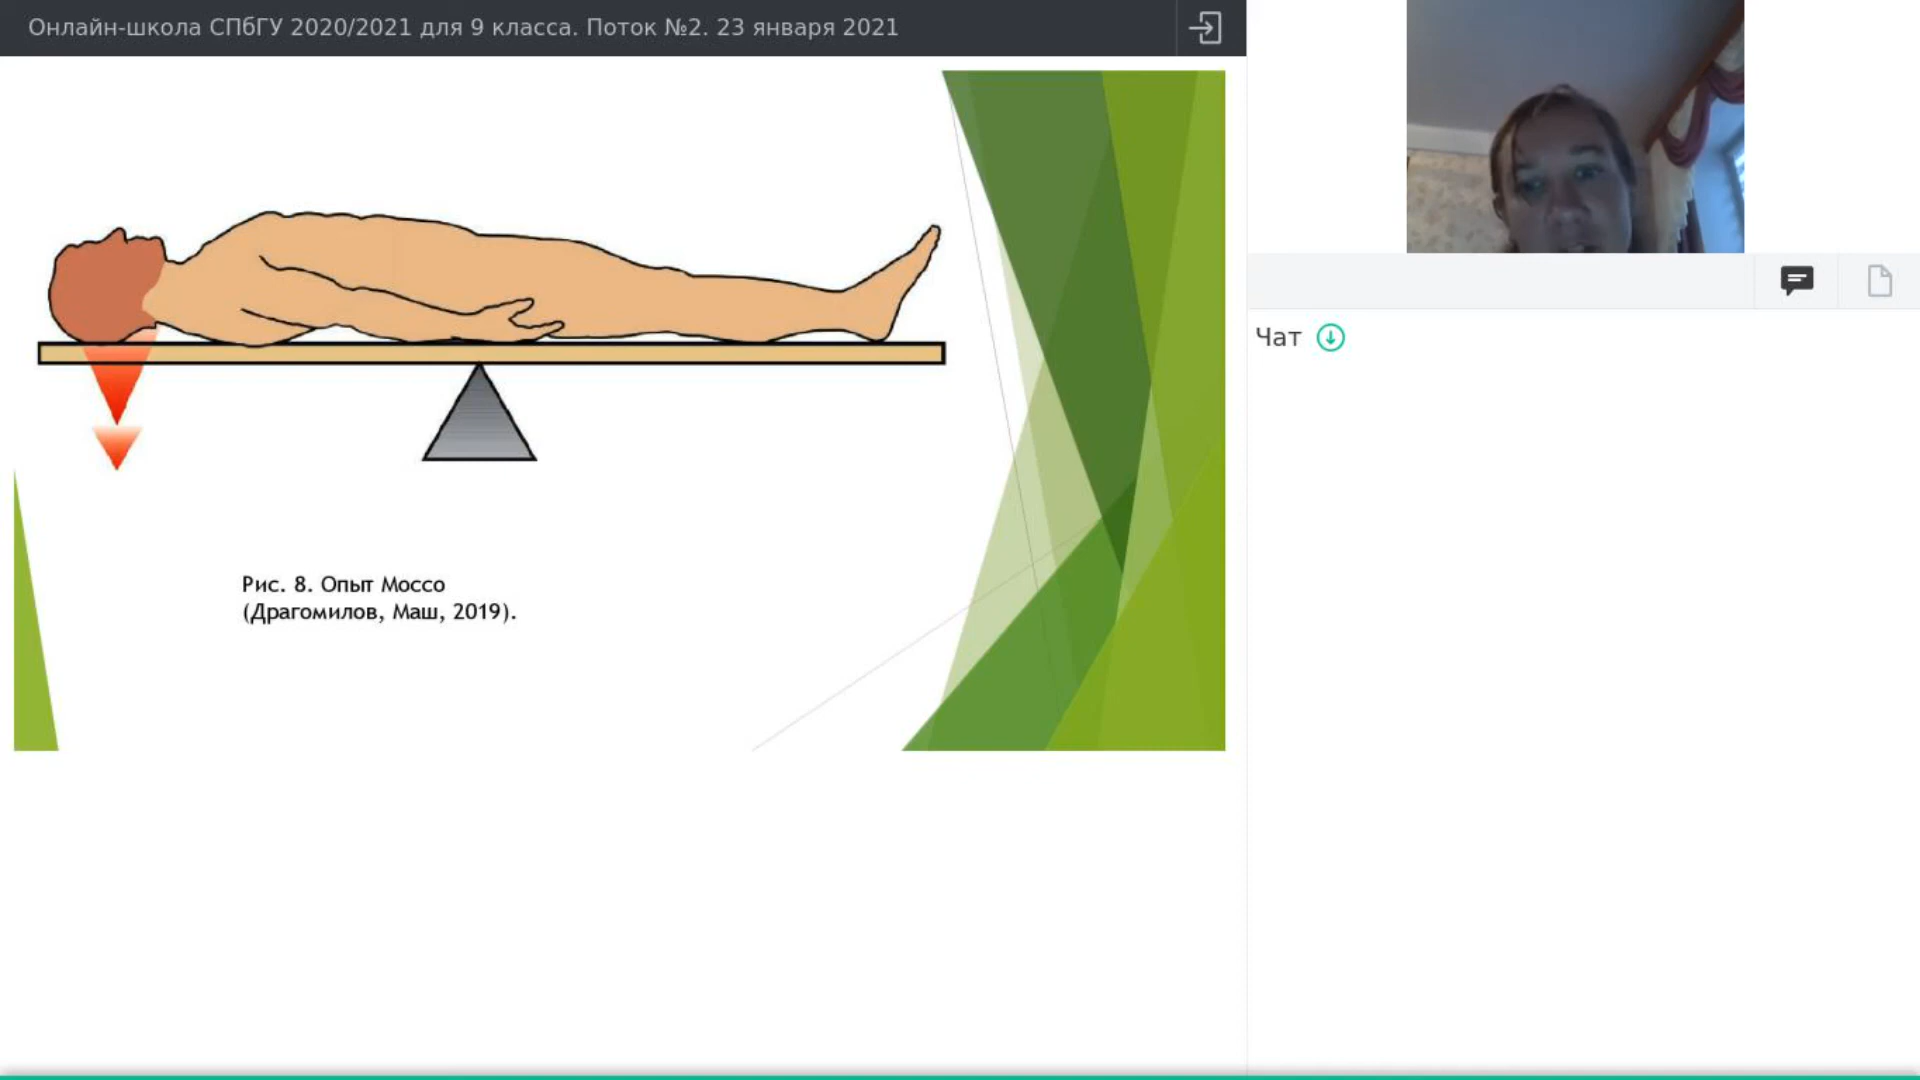 Онлайн-школа СПбГУ 2020/2021 для 9 класса. Поток №2. 23 января 2021
Чат
Рис. 8. Опыт Моссо
(Драгомилов, Маш, 2019).